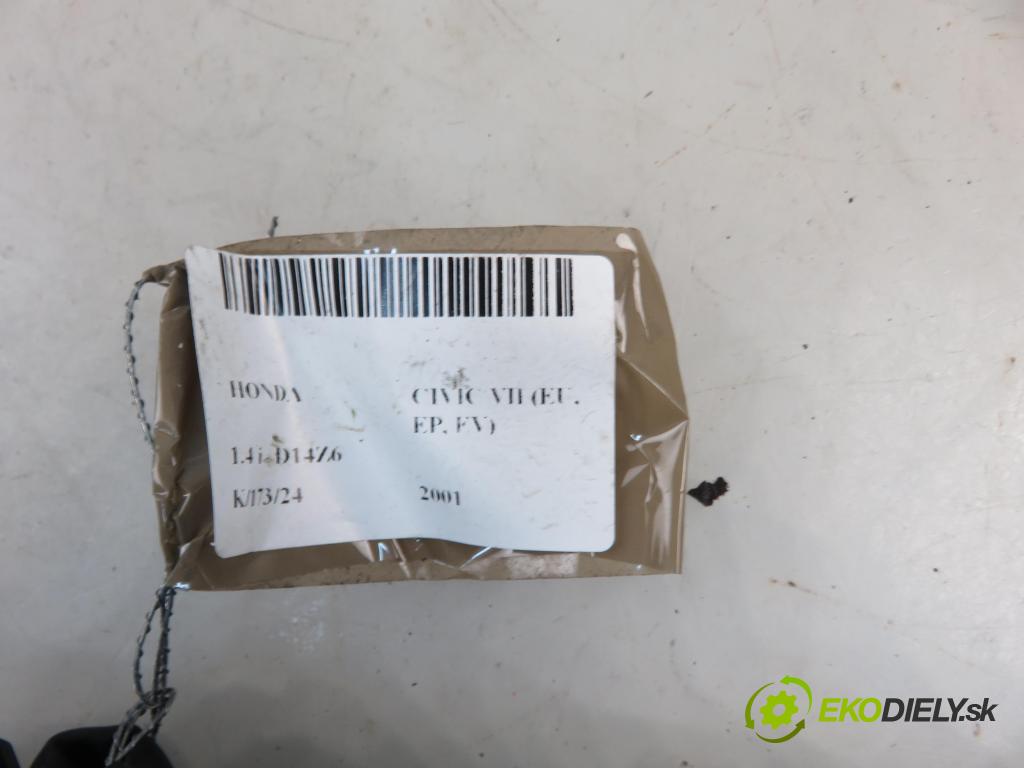 HONDA CIVIC VII (EU,
EP, EV)
1.4i D14Z6
K/173/24 2001
EKODIELY.sk